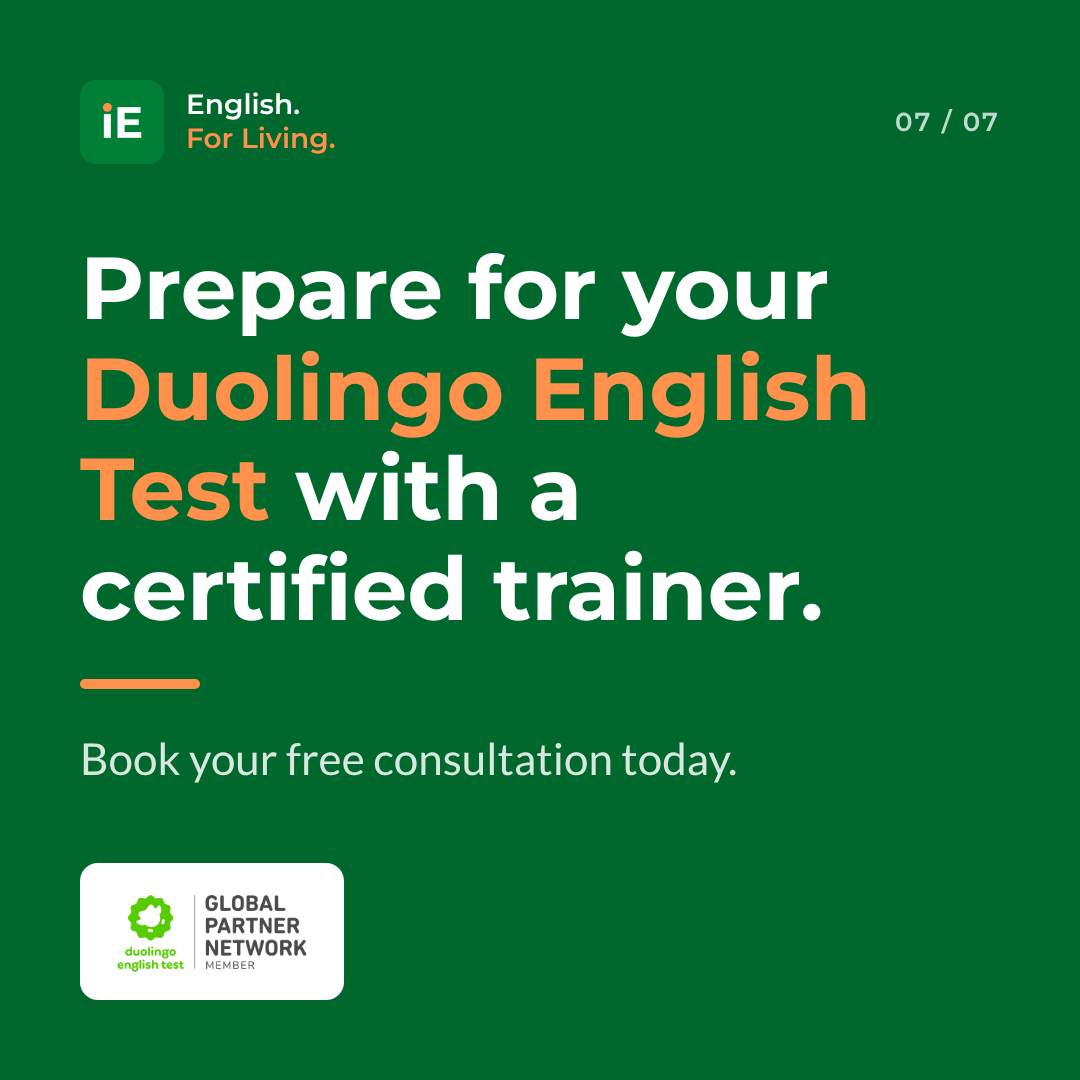 iE
English.
For Living.
07 / 07
Prepare for your
Duolingo English
Test with a
certified trainer.
Book your free consultation today.
duolingo
english test
GLOBAL
PARTNER
NETWORK
MEMBER